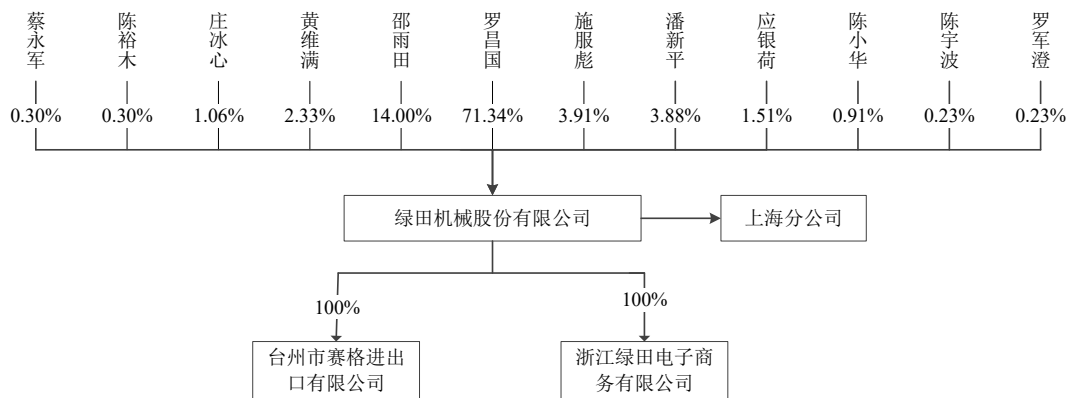 蔡永军
陈裕木
庄冰心
黄维满
邵雨田
罗昌国
施服彪
潘新平
应银荷
陈小华
陈宇波
罗军澄
0.30%
0.30%
1.06%
2.33%
14.00%
71.34%
3.91%
3.88%
1.51%
0.91%
0.23%
0.23%
绿田机械股份有限公司
上海分公司
100%
100%
台州市赛格进出
口有限公司
浙江绿田电子商
务有限公司